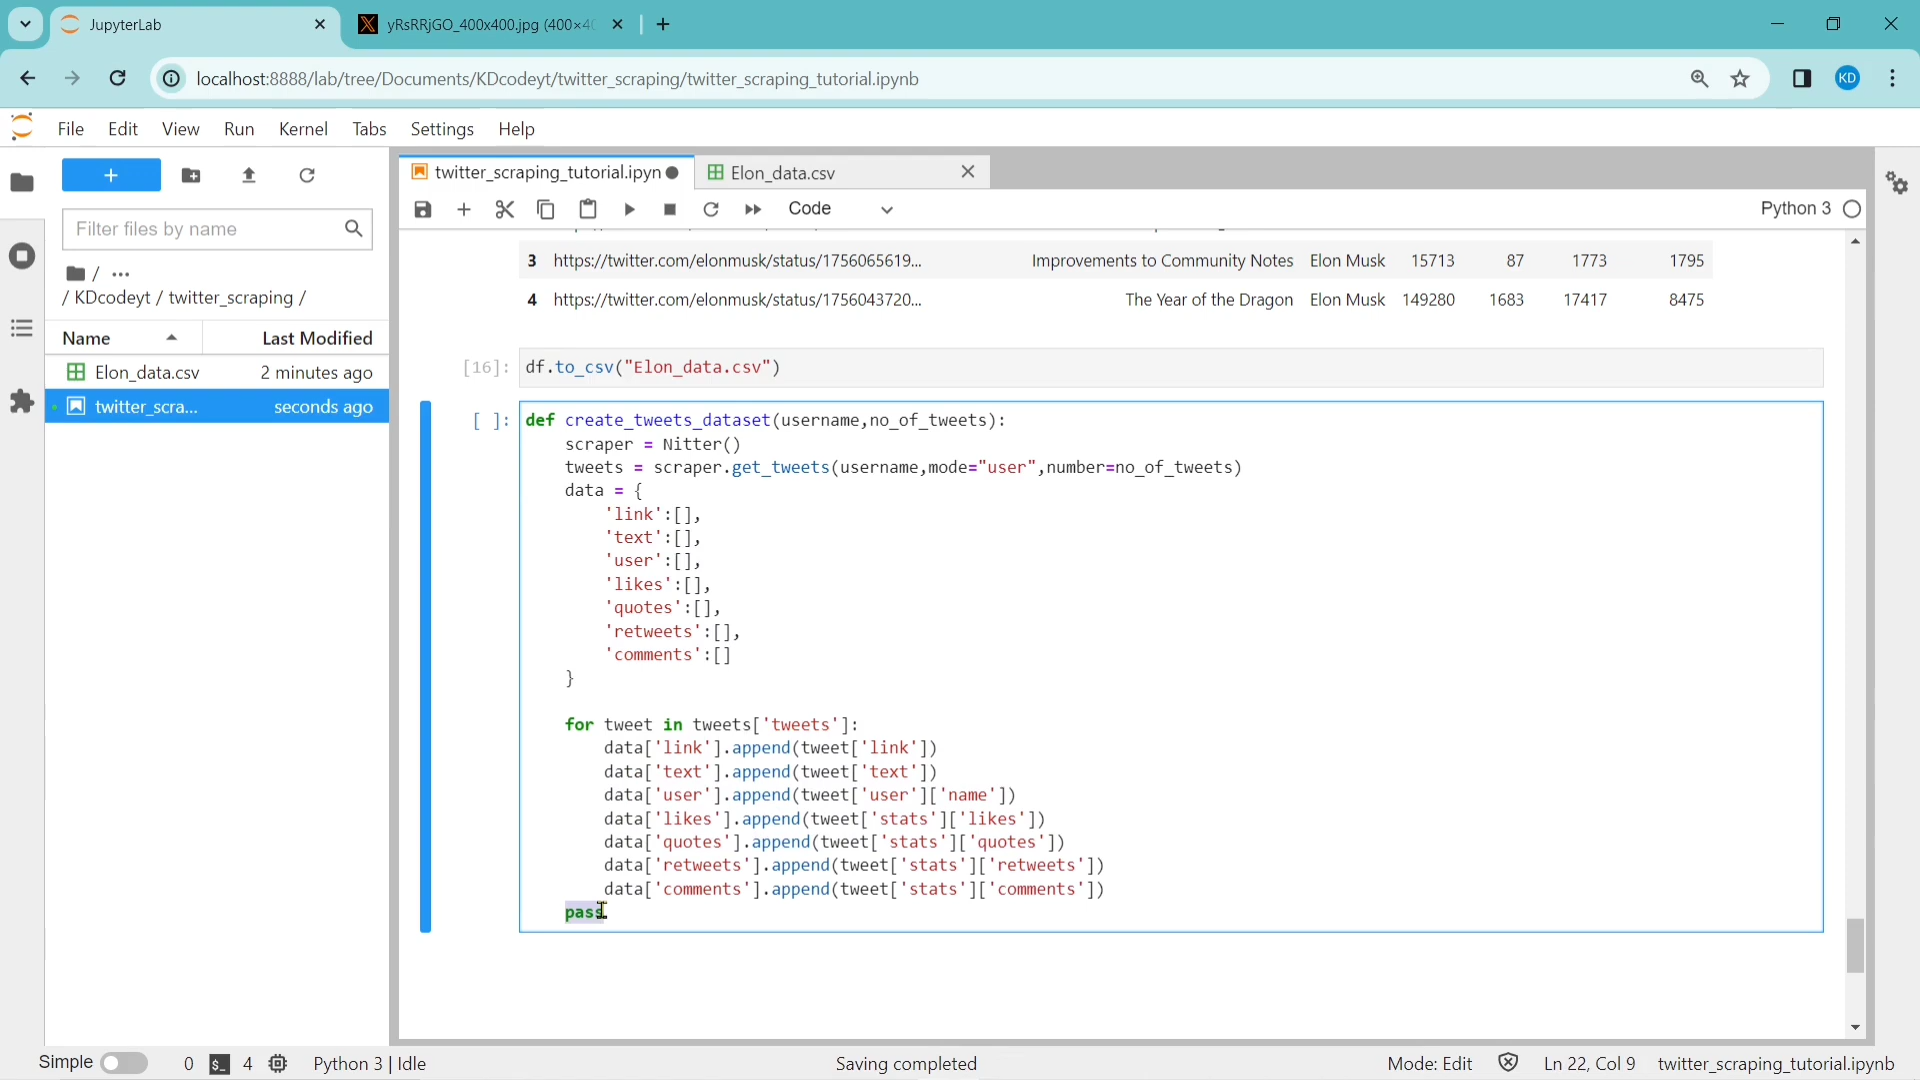 JupyterLab
yRsRRjGO_400x400.jpg (400×40
localhost:8888/lab/tree/Documents/KDcodeyt/twitter_scraping/twitter_scraping_tutorial.ipynb
KD
File Edit View Run Kernel Tabs Settings Help
+
Filter files by name
/ ...
/ KDcodeyt / twitter_scraping /
Name Last Modified
Elon_data.csv 2 minutes ago
twitter_scra... seconds ago
twitter_scraping_tutorial.ipyn
Elon_data.csv
Code
Python 3
3 https://twitter.com/elonmusk/status/1756065619... Improvements to Community Notes Elon Musk 15713 87 1773 1795
4 https://twitter.com/elonmusk/status/1756043720... The Year of the Dragon Elon Musk 149280 1683 17417 8475
[16]: df.to_csv("Elon_data.csv")
[ ]: def create_tweets_dataset(username,no_of_tweets):
scraper = Nitter()
tweets = scraper.get_tweets(username,mode="user",number=no_of_tweets)
data = {
'link':[],
'text':[],
'user':[],
'likes':[],
'quotes':[],
'retweets':[],
'comments':[]
}
for tweet in tweets['tweets']:
data['link'].append(tweet['link'])
data['text'].append(tweet['text'])
data['user'].append(tweet['user']['name'])
data['likes'].append(tweet['stats']['likes'])
data['quotes'].append(tweet['stats']['quotes'])
data['retweets'].append(tweet['stats']['retweets'])
data['comments'].append(tweet['stats']['comments'])
pass
Simple 0 $_ 4 Python 3 | Idle Saving completed Mode: Edit Ln 22, Col 9 twitter_scraping_tutorial.ipynb